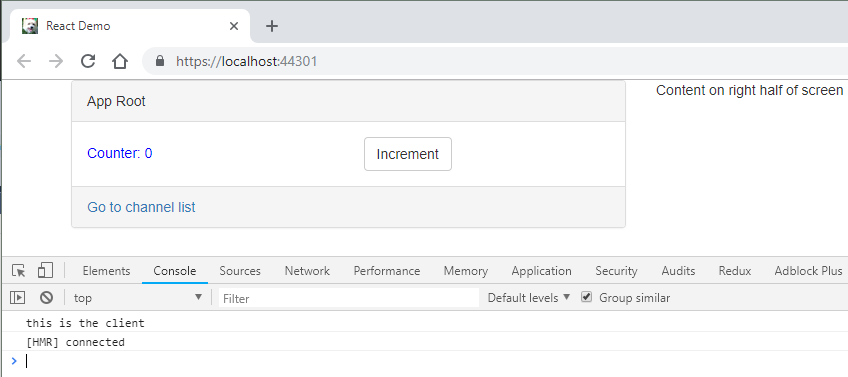 React Demo
https://localhost:44301
App Root
Content on right half of screen
Counter: 0
Increment
Go to channel list
Elements Console Sources Network Performance Memory Application Security Audits Redux Adblock Plus
top Filter Default levels Group similar
this is the client
[HMR] connected